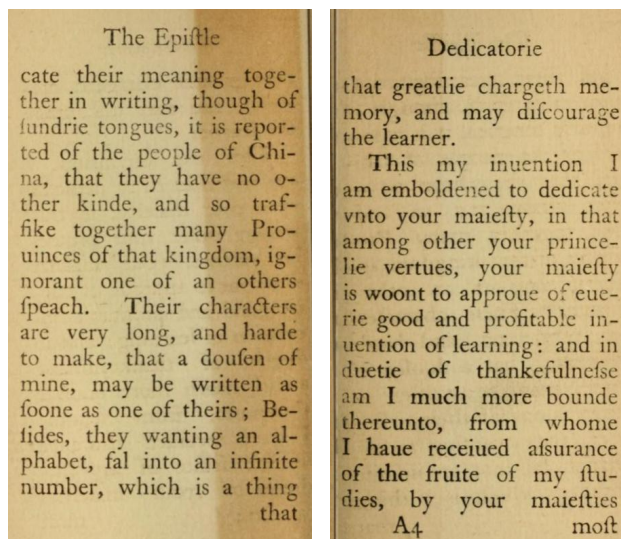 The Epiſtle
cate their meaning toge-
ther in writing, though of
ſundrie tongues, it is repor-
ted of the people of Chi-
na, that they have no o-
ther kinde, and so traf-
fike together many Pro-
uinces of that kingdom, ig-
norant one of an others
ſpeach. Their characters
are very long, and harde
to make, that a douſen of
mine, may be written as
ſoone as one of theirs; Be-
ſides, they wanting an al-
phabet, fal into an infinite
number, which is a thing
that
Dedicatorie
that greatlie chargeth me-
mory, and may diſcourage
the learner.
This my inuention I
am emboldened to dedicate
vnto your maieſty, in that
among other your prince-
lie vertues, your maieſty
is woont to approue of eue-
rie good and profitable in-
uention of learning: and in
duetie of thankefulneſse
am I much more bounde
thereunto, from whome
I haue receiued aſsurance
of the fruite of my ſtu-
dies, by your maieſties
A4 moſt